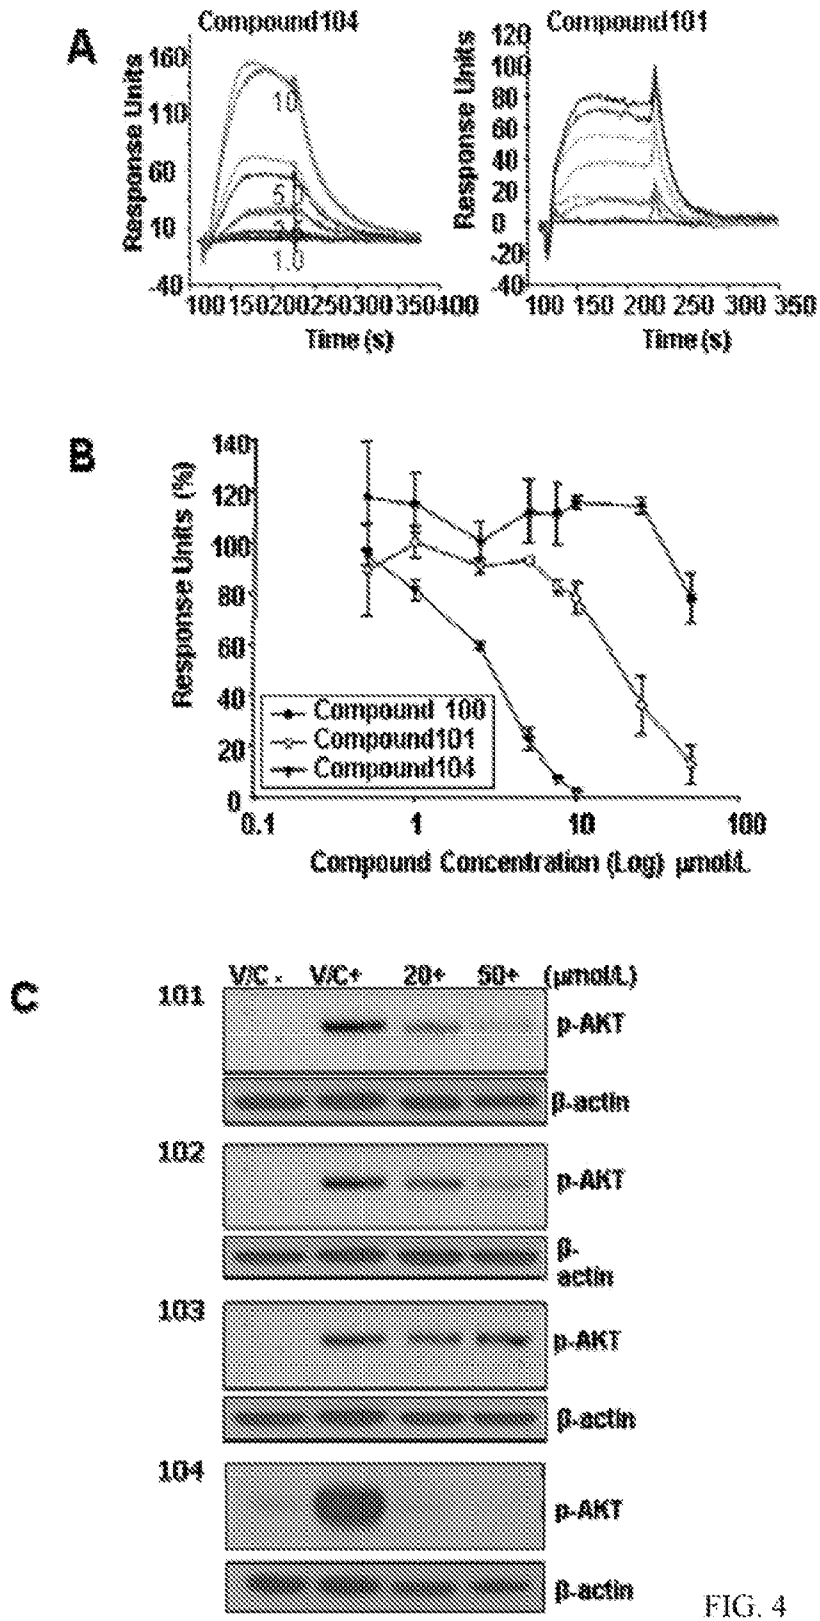 A
Compound104
Response Units
160
110
60
10
-40
10
5.
1.0
100 150 200 250 300 350 400
Time (s)
Compound101
Response Units
120
100
80
60
40
20
0
-20
-40
100 150 200 250 300 350
Time (s)
B
Response Units (%)
140
120
100
80
60
40
20
0
Compound 100
Compound101
Compound104
0.1 1 10 100
Compound Concentration (Log) µmol/L
C
V/C - V/C+ 20+ 50+ (µmol/L)
101
p-AKT
β-actin
102
p-AKT
β-
actin
103
p-AKT
β-actin
104
p-AKT
β-actin
FIG. 4